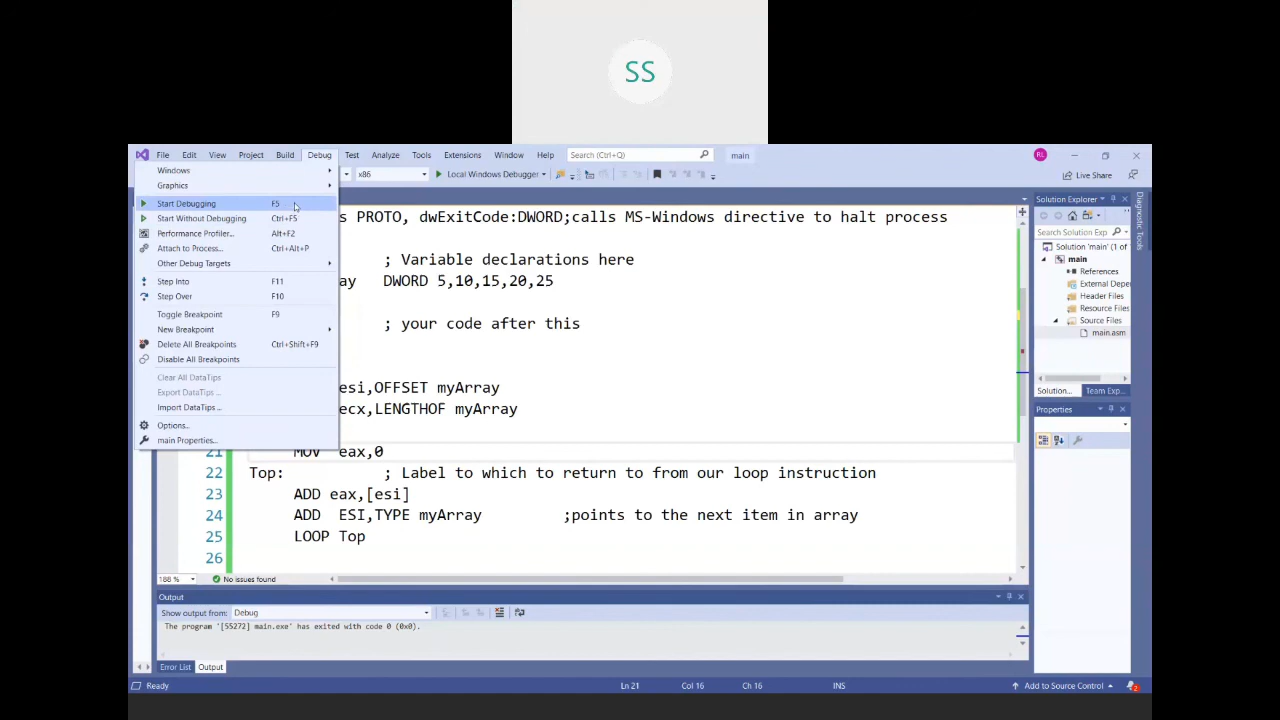 SS
File Edit View Project Build Debug Test Analyze Tools Extensions Window Help Search (Ctrl+Q) main RL
x86 Local Windows Debugger Live Share
Windows
Graphics
Start Debugging F5
Start Without Debugging Ctrl+F5
Performance Profiler... Alt+F2
Attach to Process... Ctrl+Alt+P
Other Debug Targets
Step Into F11
Step Over F10
Toggle Breakpoint F9
New Breakpoint
Delete All Breakpoints Ctrl+Shift+F9
Disable All Breakpoints
Clear All DataTips
Export DataTips ...
Import DataTips ...
Options...
main Properties...
s PROTO, dwExitCode:DWORD;calls MS-Windows directive to halt process
; Variable declarations here
ay DWORD 5,10,15,20,25
; your code after this
esi,OFFSET myArray
ecx,LENGTHOF myArray
21 MOV eax,0
22 Top: ; Label to which to return to from our loop instruction
23 ADD eax,[esi]
24 ADD ESI,TYPE myArray ;points to the next item in array
25 LOOP Top
26
188 % No issues found
Output
Show output from: Debug
The program '[55272] main.exe' has exited with code 0 (0x0).
Error List Output
Solution Explorer
Search Solution Exp
Solution 'main' (1 of
main
References
External Depe
Header Files
Resource Files
Source Files
main.asm
Solution... Team Exp...
Properties
Diagnostic Tools
Ready Ln 21 Col 16 Ch 16 INS Add to Source Control 2